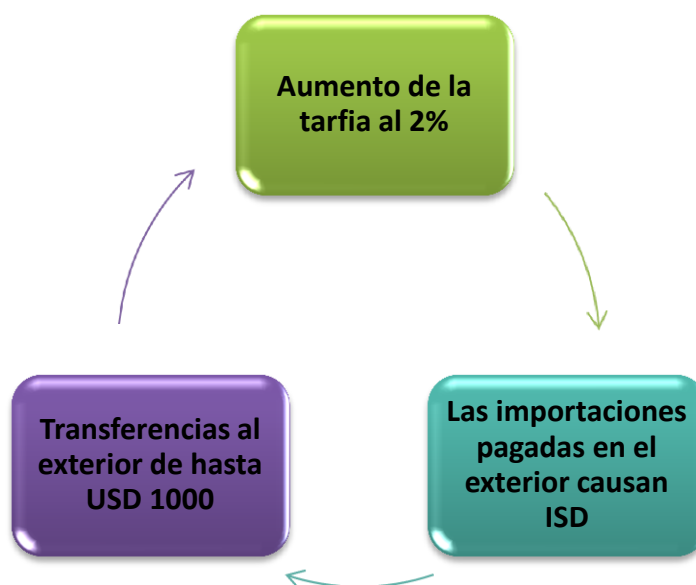 Aumento de la
tarfia al 2%
Las importaciones
pagadas en el
exterior causan
ISD
Transferencias al
exterior de hasta
USD 1000